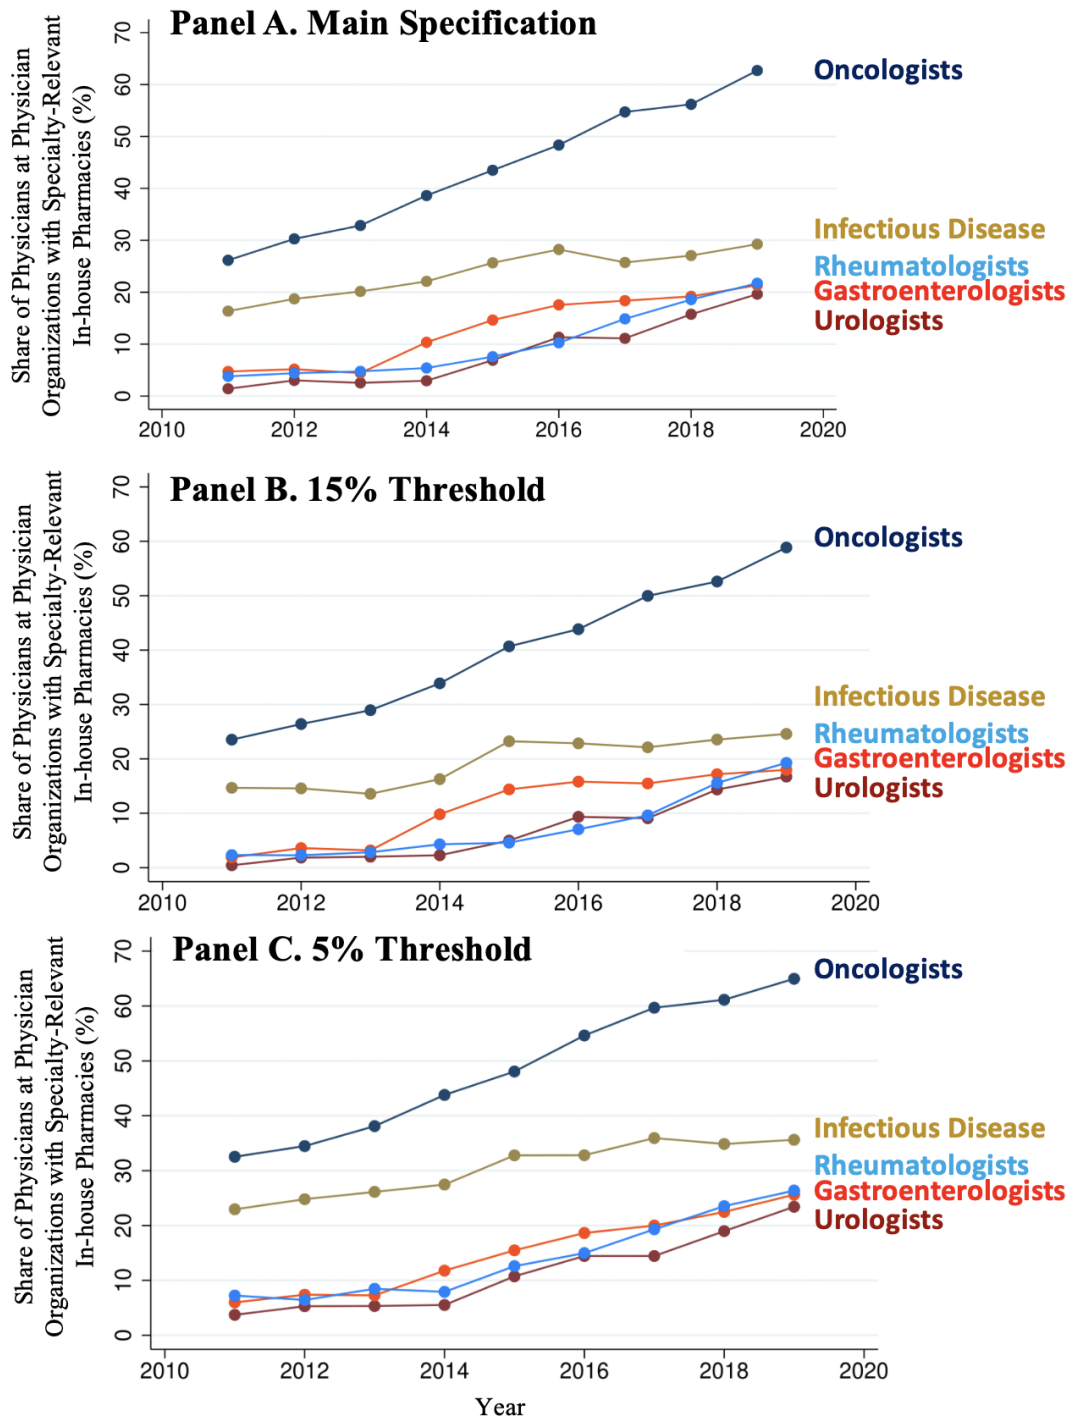 Panel A. Main Specification
Share of Physicians at Physician
Organizations with Specialty-Relevant
In-house Pharmacies (%)
70
60
50
40
30
20
10
0
Oncologists
Infectious Disease
Rheumatologists
Gastroenterologists
Urologists
2010 2012 2014 2016 2018 2020
Panel B. 15% Threshold
Share of Physicians at Physician
Organizations with Specialty-Relevant
In-house Pharmacies (%)
70
60
50
40
30
20
10
0
Oncologists
Infectious Disease
Rheumatologists
Gastroenterologists
Urologists
2010 2012 2014 2016 2018 2020
Panel C. 5% Threshold
Share of Physicians at Physician
Organizations with Specialty-Relevant
In-house Pharmacies (%)
70
60
50
40
30
20
10
0
Oncologists
Infectious Disease
Rheumatologists
Gastroenterologists
Urologists
2010 2012 2014 2016 2018 2020
Year